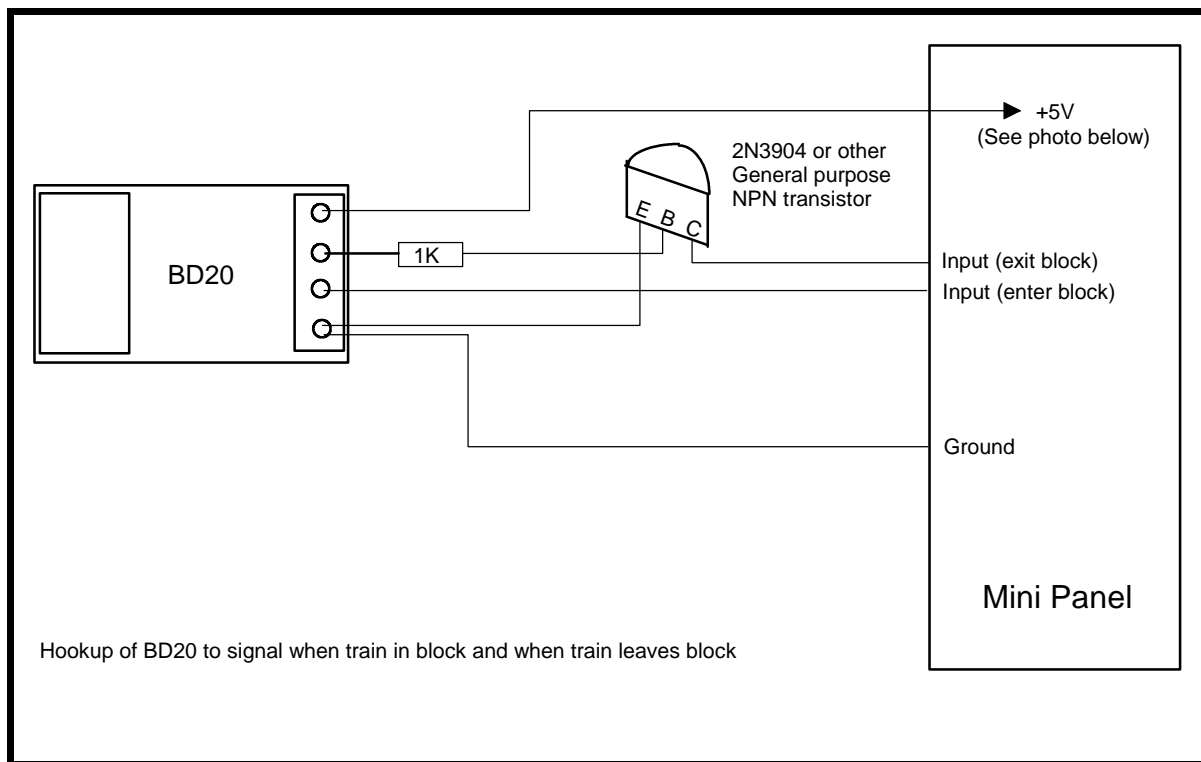 +5V
(See photo below)
2N3904 or other
General purpose
NPN transistor
E B C
1K
BD20
Input (exit block)
Input (enter block)
Ground
Mini Panel
Hookup of BD20 to signal when train in block and when train leaves block